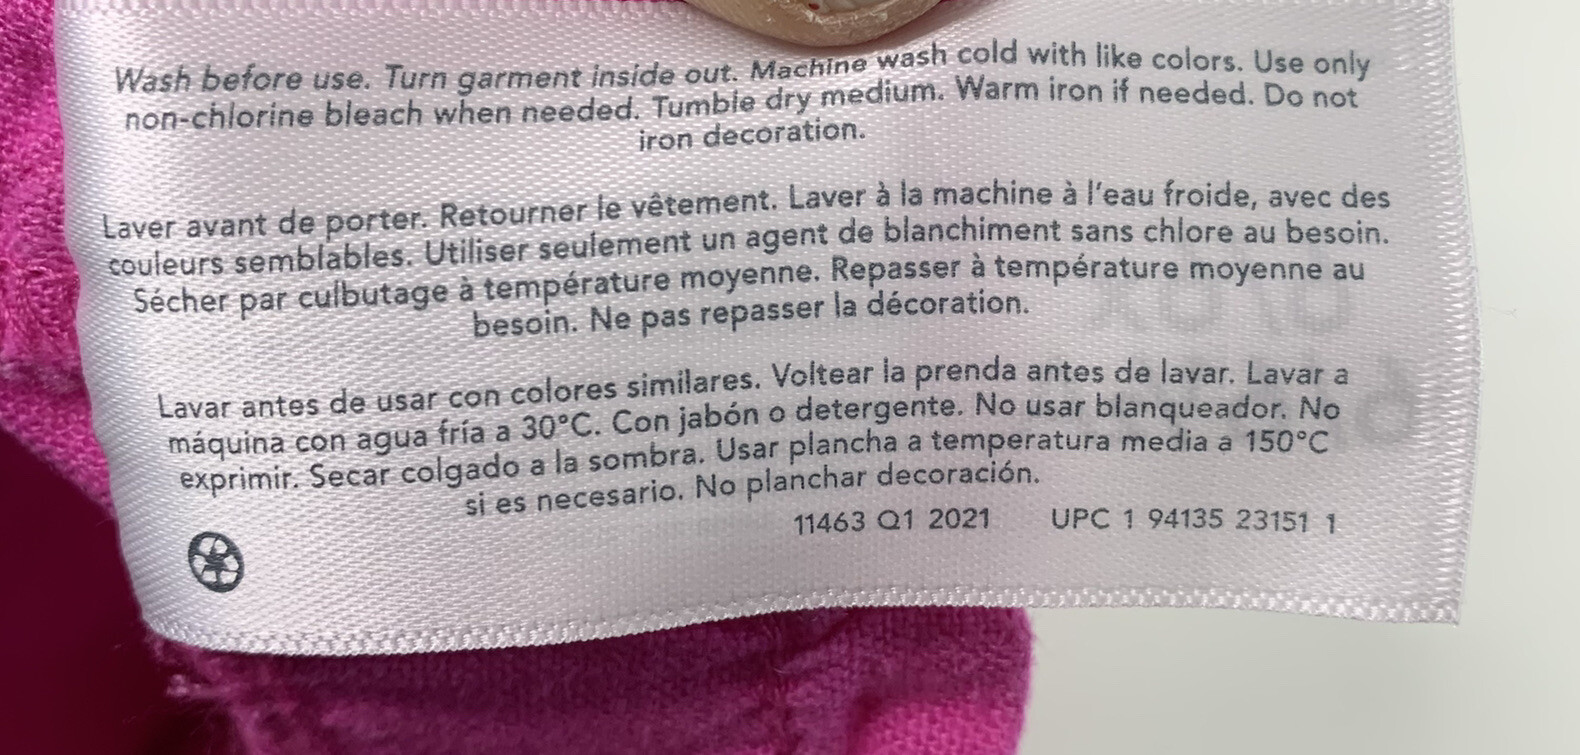 Wash before use. Turn garment inside out. Machine wash cold with like colors. Use only
non-chlorine bleach when needed. Tumble dry medium. Warm iron if needed. Do not
iron decoration.
Laver avant de porter. Retourner le vêtement. Laver à la machine à l'eau froide, avec des
couleurs semblables. Utiliser seulement un agent de blanchiment sans chlore au besoin.
Sécher par culbutage à température moyenne. Repasser à température moyenne au
besoin. Ne pas repasser la décoration.
Lavar antes de usar con colores similares. Voltear la prenda antes de lavar. Lavar a
máquina con agua fría a 30°C. Con jabón o detergente. No usar blanqueador. No
exprimir. Secar colgado a la sombra. Usar plancha a temperatura media a 150°C
si es necesario. No planchar decoración.
11463 Q1 2021 UPC 1 94135 23151 1